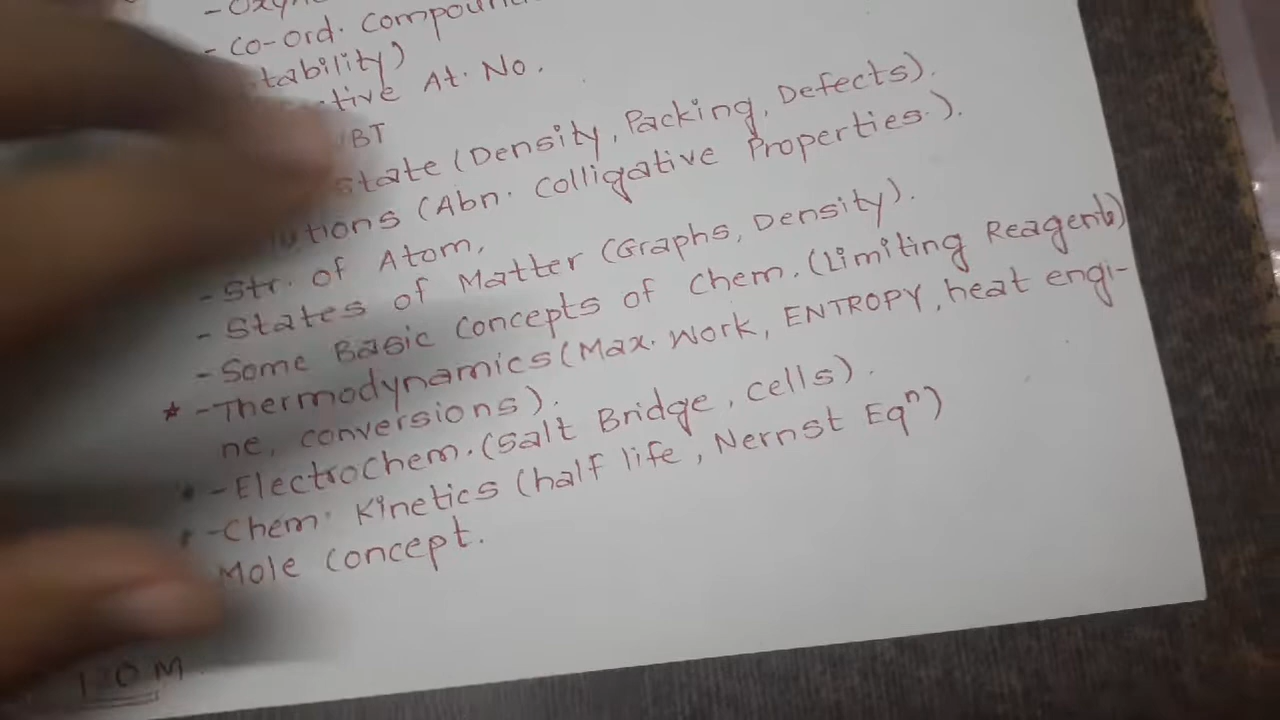 - Co-ord. compoun
tability)
tive At. No.
BT
state (Density, Packing, Defects).
utions (Abn. Colligative Properties.).
- Str. of Atom,
- States of Matter (Graphs, Density).
- Some Basic Concepts of Chem. (Limiting Reagent)
* - Thermodynamics (Max. Work, ENTROPY, heat engi-
ne, conversions).
- Electrochem. (Salt Bridge, cells).
- Chem. Kinetics (half life, Nernst Eqⁿ)
Mole concept.